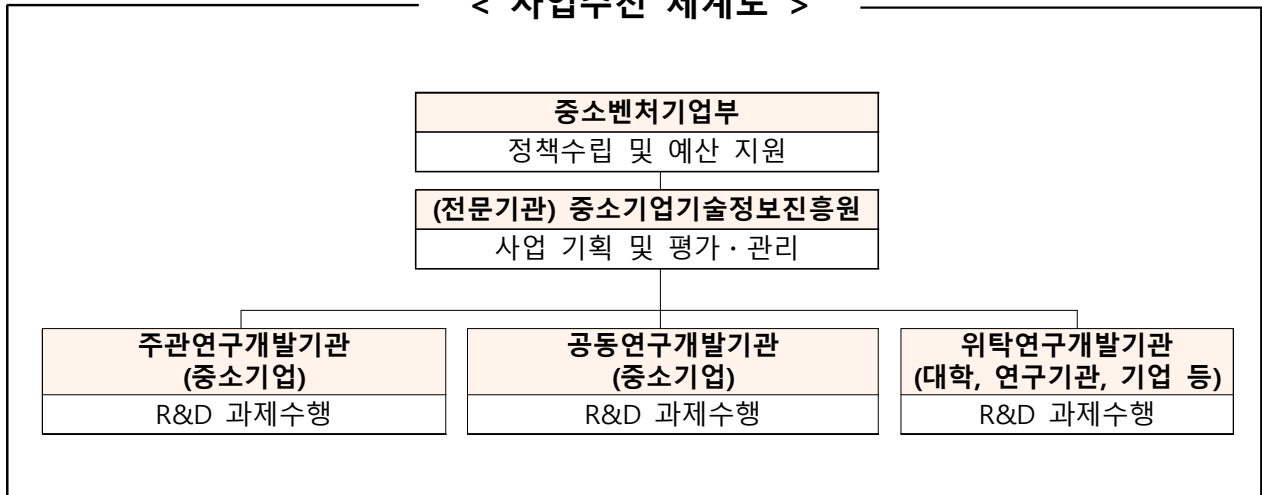 < 사업추진 체계도 >
중소벤처기업부
정책수립 및 예산 지원
(전문기관) 중소기업기술정보진흥원
사업 기획 및 평가·관리
주관연구개발기관
(중소기업)
R&D 과제수행
공동연구개발기관
(중소기업)
R&D 과제수행
위탁연구개발기관
(대학, 연구기관, 기업 등)
R&D 과제수행